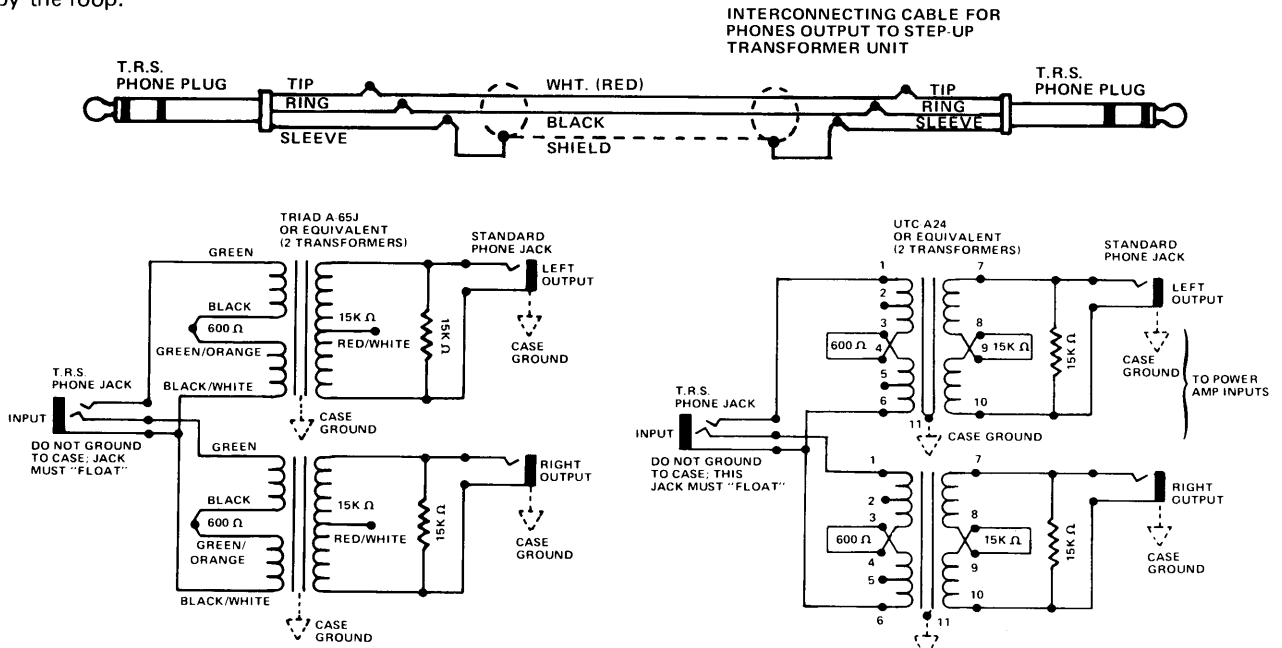 by the loop.
INTERCONNECTING CABLE FOR
PHONES OUTPUT TO STEP-UP
TRANSFORMER UNIT
T.R.S.
PHONE PLUG
TIP
RING
SLEEVE
WHT. (RED)
BLACK
SHIELD
TIP
RING
SLEEVE
T.R.S.
PHONE PLUG
TRIAD A-65J
OR EQUIVALENT
(2 TRANSFORMERS)
STANDARD
PHONE JACK
GREEN
LEFT
OUTPUT
BLACK
600 Ω
GREEN/ORANGE
15K Ω
RED/WHITE
15K Ω
CASE
GROUND
BLACK/WHITE
T.R.S.
PHONE JACK
INPUT
DO NOT GROUND
TO CASE; JACK
MUST "FLOAT"
CASE
GROUND
GREEN
RIGHT
OUTPUT
BLACK
600 Ω
GREEN/
ORANGE
15K Ω
RED/WHITE
15K Ω
CASE
GROUND
BLACK/WHITE
CASE
GROUND
UTC A24
OR EQUIVALENT
(2 TRANSFORMERS)
STANDARD
PHONE JACK
1
2
3
4
5
6
600 Ω
7
8
9 15K Ω
10
11
15K Ω
LEFT
OUTPUT
CASE
GROUND
TO POWER
AMP INPUTS
T.R.S.
PHONE JACK
INPUT
DO NOT GROUND
TO CASE; THIS
JACK MUST "FLOAT"
CASE GROUND
1
2
3
4
5
6
600 Ω
7
8
15K Ω
9
10
11
15K Ω
RIGHT
OUTPUT
CASE
GROUND